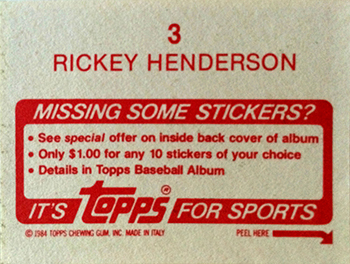 3
RICKEY HENDERSON
MISSING SOME STICKERS?
• See special offer on inside back cover of album
• Only $1.00 for any 10 stickers of your choice
• Details in Topps Baseball Album
IT'S topps® FOR SPORTS
© 1984 TOPPS CHEWING GUM, INC. MADE IN ITALY PEEL HERE